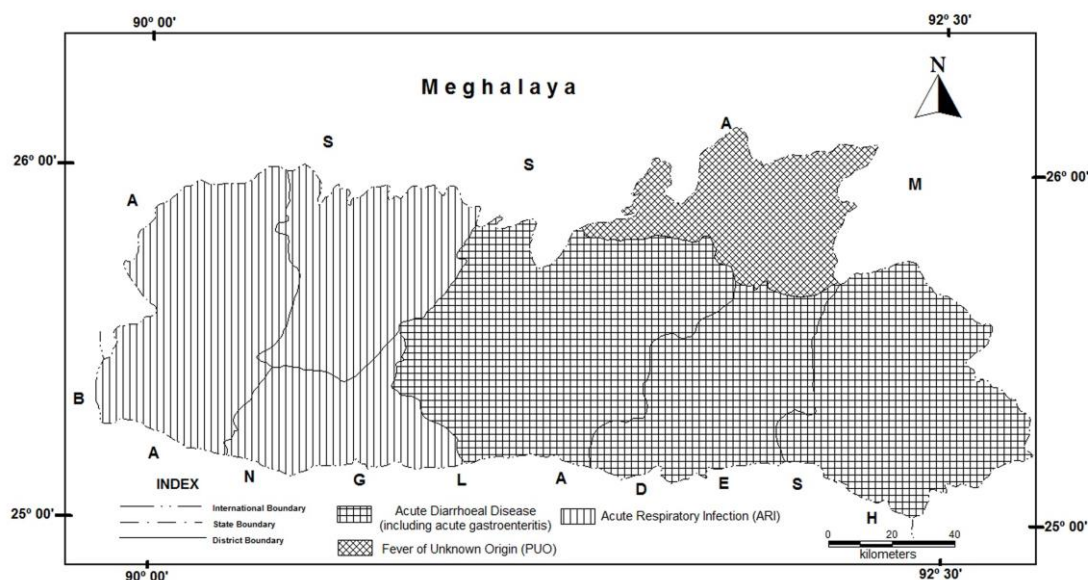 90° 00'
92° 30'
Meghalaya
N
26° 00'
26° 00'
A
S
S
A
M
B
A
N
G
L
A
D
E
S
H
INDEX
International Boundary
State Boundary
District Boundary
Acute Diarrhoeal Disease
(including acute gastroenteritis)
Acute Respiratory Infection (ARI)
Fever of Unknown Origin (PUO)
0 20 40
kilometers
25° 00'
25° 00'
90° 00'
92° 30'